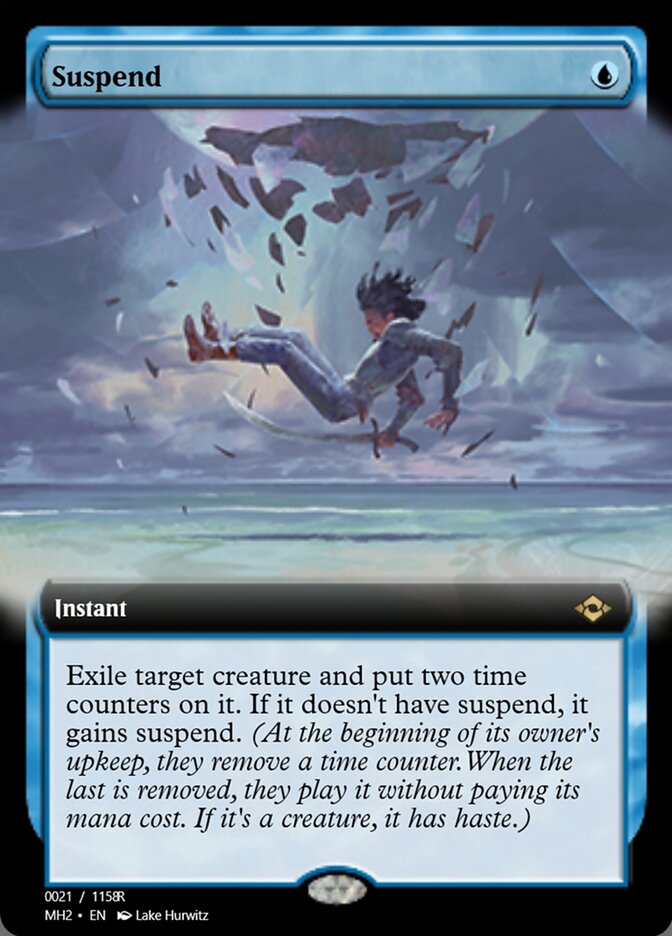 Suspend
Instant
Exile target creature and put two time
counters on it. If it doesn't have suspend, it
gains suspend. (At the beginning of its owner's
upkeep, they remove a time counter. When the
last is removed, they play it without paying its
mana cost. If it's a creature, it has haste.)
0021 / 1158R
MH2 • EN Lake Hurwitz